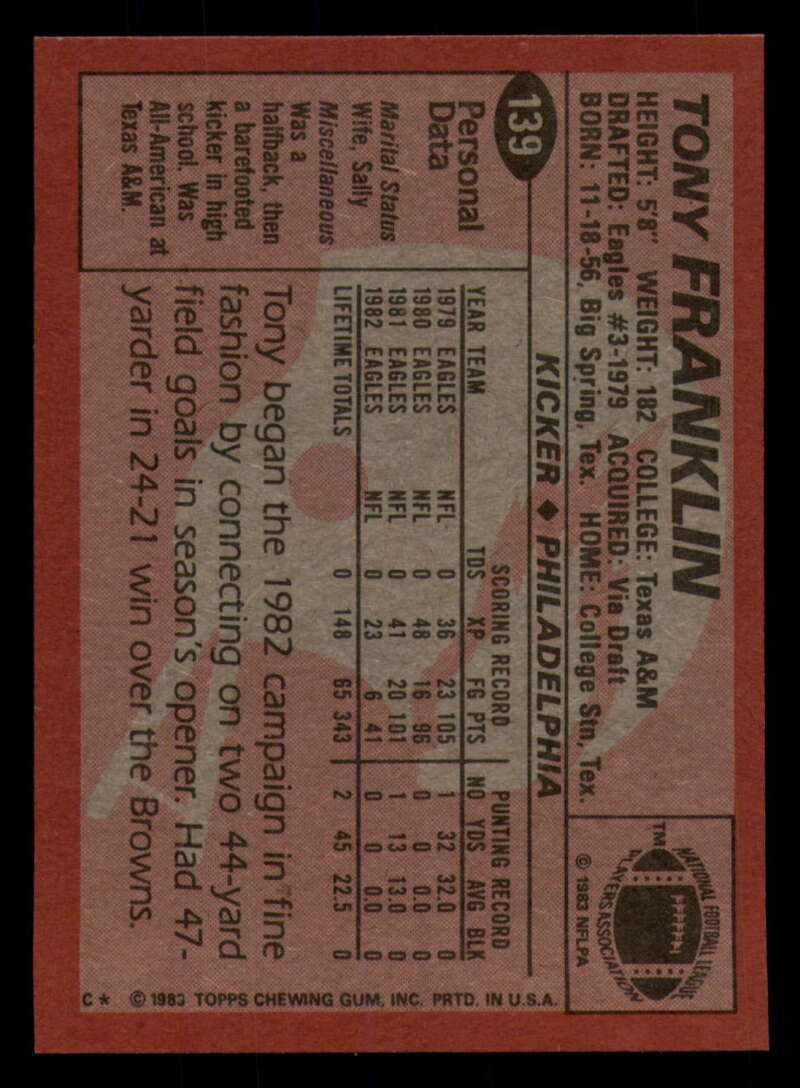 TONY FRANKLIN
HEIGHT: 5'8" WEIGHT: 182 COLLEGE: Texas A&M
DRAFTED: Eagles #3-1979 ACQUIRED: Via Draft
BORN: 11-18-56, Big Spring, Tex. HOME: College Stn, Tex.
NATIONAL FOOTBALL LEAGUE
PLAYERS ASSOCIATION
TM
© 1983 NFLPA
139
KICKER ♦ PHILADELPHIA
Personal
Data
Marital Status
Wife, Sally
Miscellaneous
Was a
halfback, then
a barefooted
kicker in high
school. Was
All-American at
Texas A&M.
SCORING RECORD PUNTING RECORD
YEAR TEAM TDS XP FG PTS NO YDS AVG BLK
1979 EAGLES NFL 0 36 23 105 1 32 32.0 0
1980 EAGLES NFL 0 48 16 96 0 0 0.0 0
1981 EAGLES NFL 0 41 20 101 1 13 13.0 0
1982 EAGLES NFL 0 23 6 41 0 0 0.0 0
LIFETIME TOTALS 0 148 65 343 2 45 22.5 0
Tony began the 1982 campaign in fine
fashion by connecting on two 44-yard
field goals in season's opener. Had 47-
yarder in 24-21 win over the Browns.
C* © 1983 TOPPS CHEWING GUM, INC. PRTD. IN U.S.A.